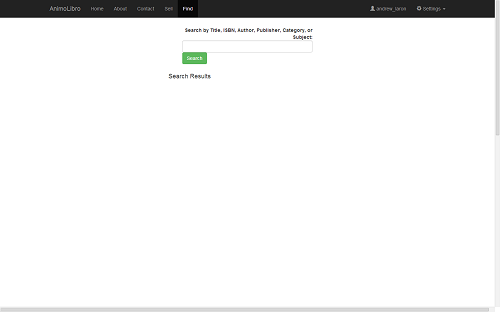 AnimoLibro Home About Contact Sell Find Settings
Search by Title, ISBN, Author, Publisher, Category, or
Subject:
Search
Search Results